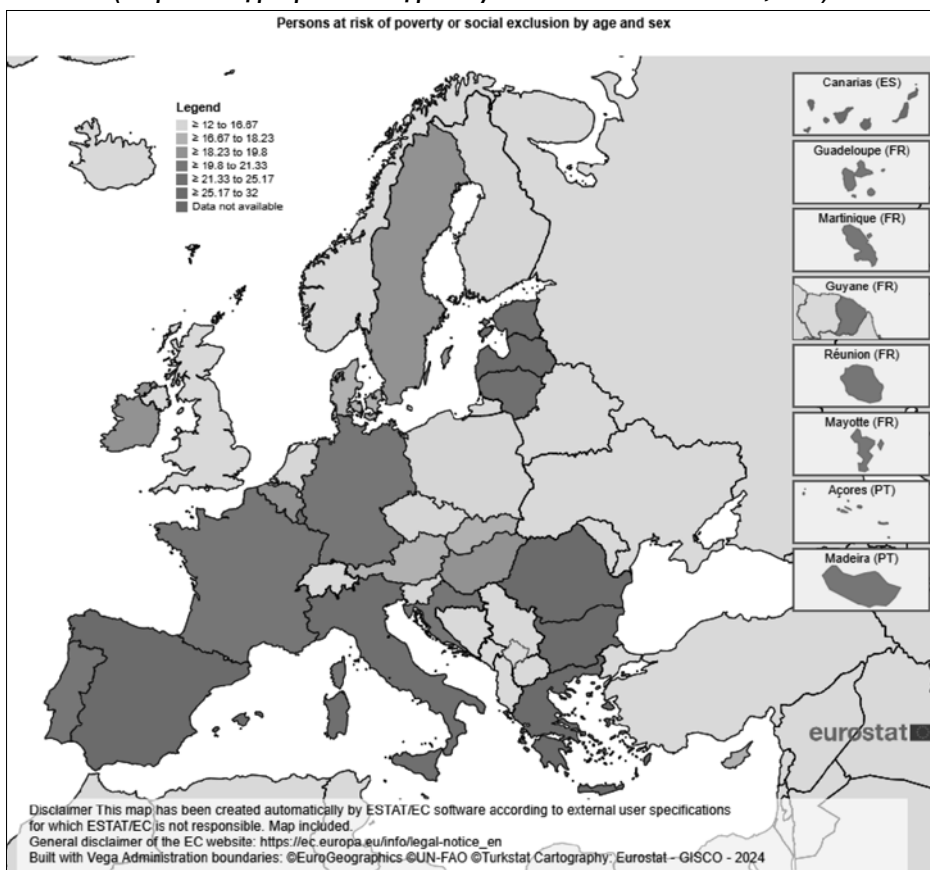 Persons at risk of poverty or social exclusion by age and sex
Legend
≥ 12 to 16.67
≥ 16.67 to 18.23
≥ 18.23 to 19.8
≥ 19.8 to 21.33
≥ 21.33 to 25.17
≥ 25.17 to 32
Data not available
Canarias (ES)
Guadeloupe (FR)
Martinique (FR)
Guyane (FR)
Réunion (FR)
Mayotte (FR)
Açores (PT)
Madeira (PT)
eurostat
Disclaimer This map has been created automatically by ESTAT/EC software according to external user specifications
for which ESTAT/EC is not responsible. Map included.
General disclaimer of the EC website: https://ec.europa.eu/info/legal-notice_en
Built with Vega Administration boundaries: ©EuroGeographics ©UN-FAO ©Turkstat Cartography: Eurostat - GISCO - 2024